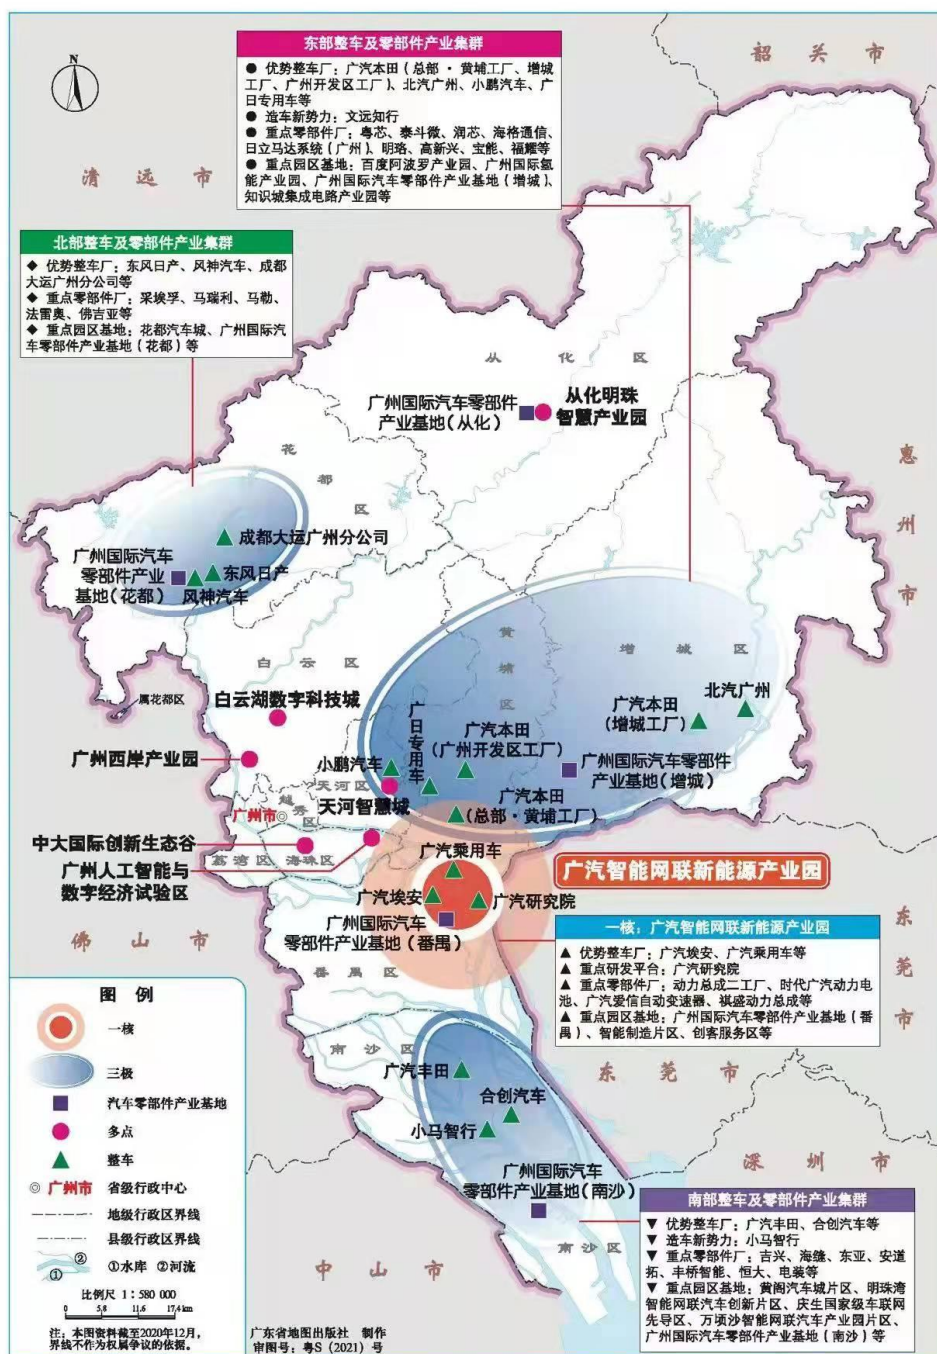 N
韶关市
清远市
东部整车及零部件产业集群
● 优势整车厂：广汽本田（总部·黄埔工厂、增城
工厂、广州开发区工厂）、北汽广州、小鹏汽车、广
日专用车等
● 造车新势力：文远知行
● 重点零部件厂：粤芯、泰斗微、润芯、海格通信、
日立马达系统（广州）、明珞、高新兴、宝能、福耀等
● 重点园区基地：百度阿波罗产业园、广州国际氢
能产业园、广州国际汽车零部件产业基地（增城）、
知识城集成电路产业园等
北部整车及零部件产业集群
◆ 优势整车厂：东风日产、风神汽车、成都
大运广州分公司等
◆ 重点零部件厂：采埃孚、马瑞利、马勒、
法雷奥、佛吉亚等
◆ 重点园区基地：花都汽车城、广州国际汽
车零部件产业基地（花都）等
从化区
广州国际汽车零部件
产业基地（从化）
从化明珠
智慧产业园
花都区
惠州市
成都大运广州分公司
广州国际汽车
零部件产业
基地（花都）
东风日产
风神汽车
黄埔区
增城区
白云区
属花都区
白云湖数字科技城
北汽广州
广汽本田
（增城工厂）
广日专用车
广汽本田
（广州开发区工厂）
广州西岸产业园
小鹏汽车
广州国际汽车零部件
产业基地（增城）
天河区
天河智慧城
越秀区
广州市
广汽本田
（总部·黄埔工厂）
中大国际创新生态谷
荔湾区
海珠区
广州人工智能与
数字经济试验区
广汽乘用车
广汽智能网联新能源产业园
广汽埃安
广汽研究院
广州国际汽车
零部件产业基地（番禺）
佛山市
番禺区
东莞市
一核：广汽智能网联新能源产业园
▲ 优势整车厂：广汽埃安、广汽乘用车等
▲ 重点研发平台：广汽研究院
▲ 重点零部件厂：动力总成二工厂、时代广汽动力电
池、广汽爱信自动变速器、祺盛动力总成等
▲ 重点园区基地：广州国际汽车零部件产业基地（番
禺）、智能制造片区、创客服务区等
南沙区
广汽丰田
东莞市
合创汽车
小马智行
深圳市
广州国际汽车
零部件产业基地（南沙）
南沙区
中山市
南部整车及零部件产业集群
▼ 优势整车厂：广汽丰田、合创汽车等
▼ 造车新势力：小马智行
▼ 重点零部件厂：吉兴、海缝、东亚、安道
拓、丰桥智能、恒大、电装等
▼ 重点园区基地：黄阁汽车城片区、明珠湾
智能网联汽车创新片区、庆生国家级车联网
先导区、万顷沙智能网联汽车产业园片区、
广州国际汽车零部件产业基地（南沙）等
图例
一核
三极
汽车零部件产业基地
多点
整车
广州市 省级行政中心
地级行政区界线
县级行政区界线
①水库 ②河流
② ①
比例尺 1：580 000
0 5.8 11.6 17.4 km
注：本图资料截至2020年12月，
界线不作为权属争议的依据。
广东省地图出版社 制作
审图号：粤S（2021）号